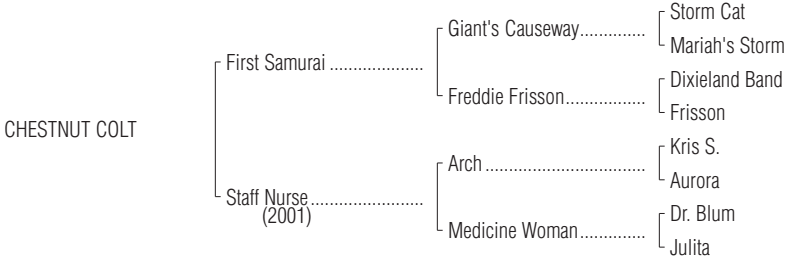 Storm Cat
Giant's Causeway..............
Mariah's Storm
First Samurai ....................
Dixieland Band
Freddie Frisson.................
Frisson
CHESTNUT COLT
Kris S.
Arch ..................................
Aurora
Staff Nurse........................
(2001)
Dr. Blum
Medicine Woman..............
Julita